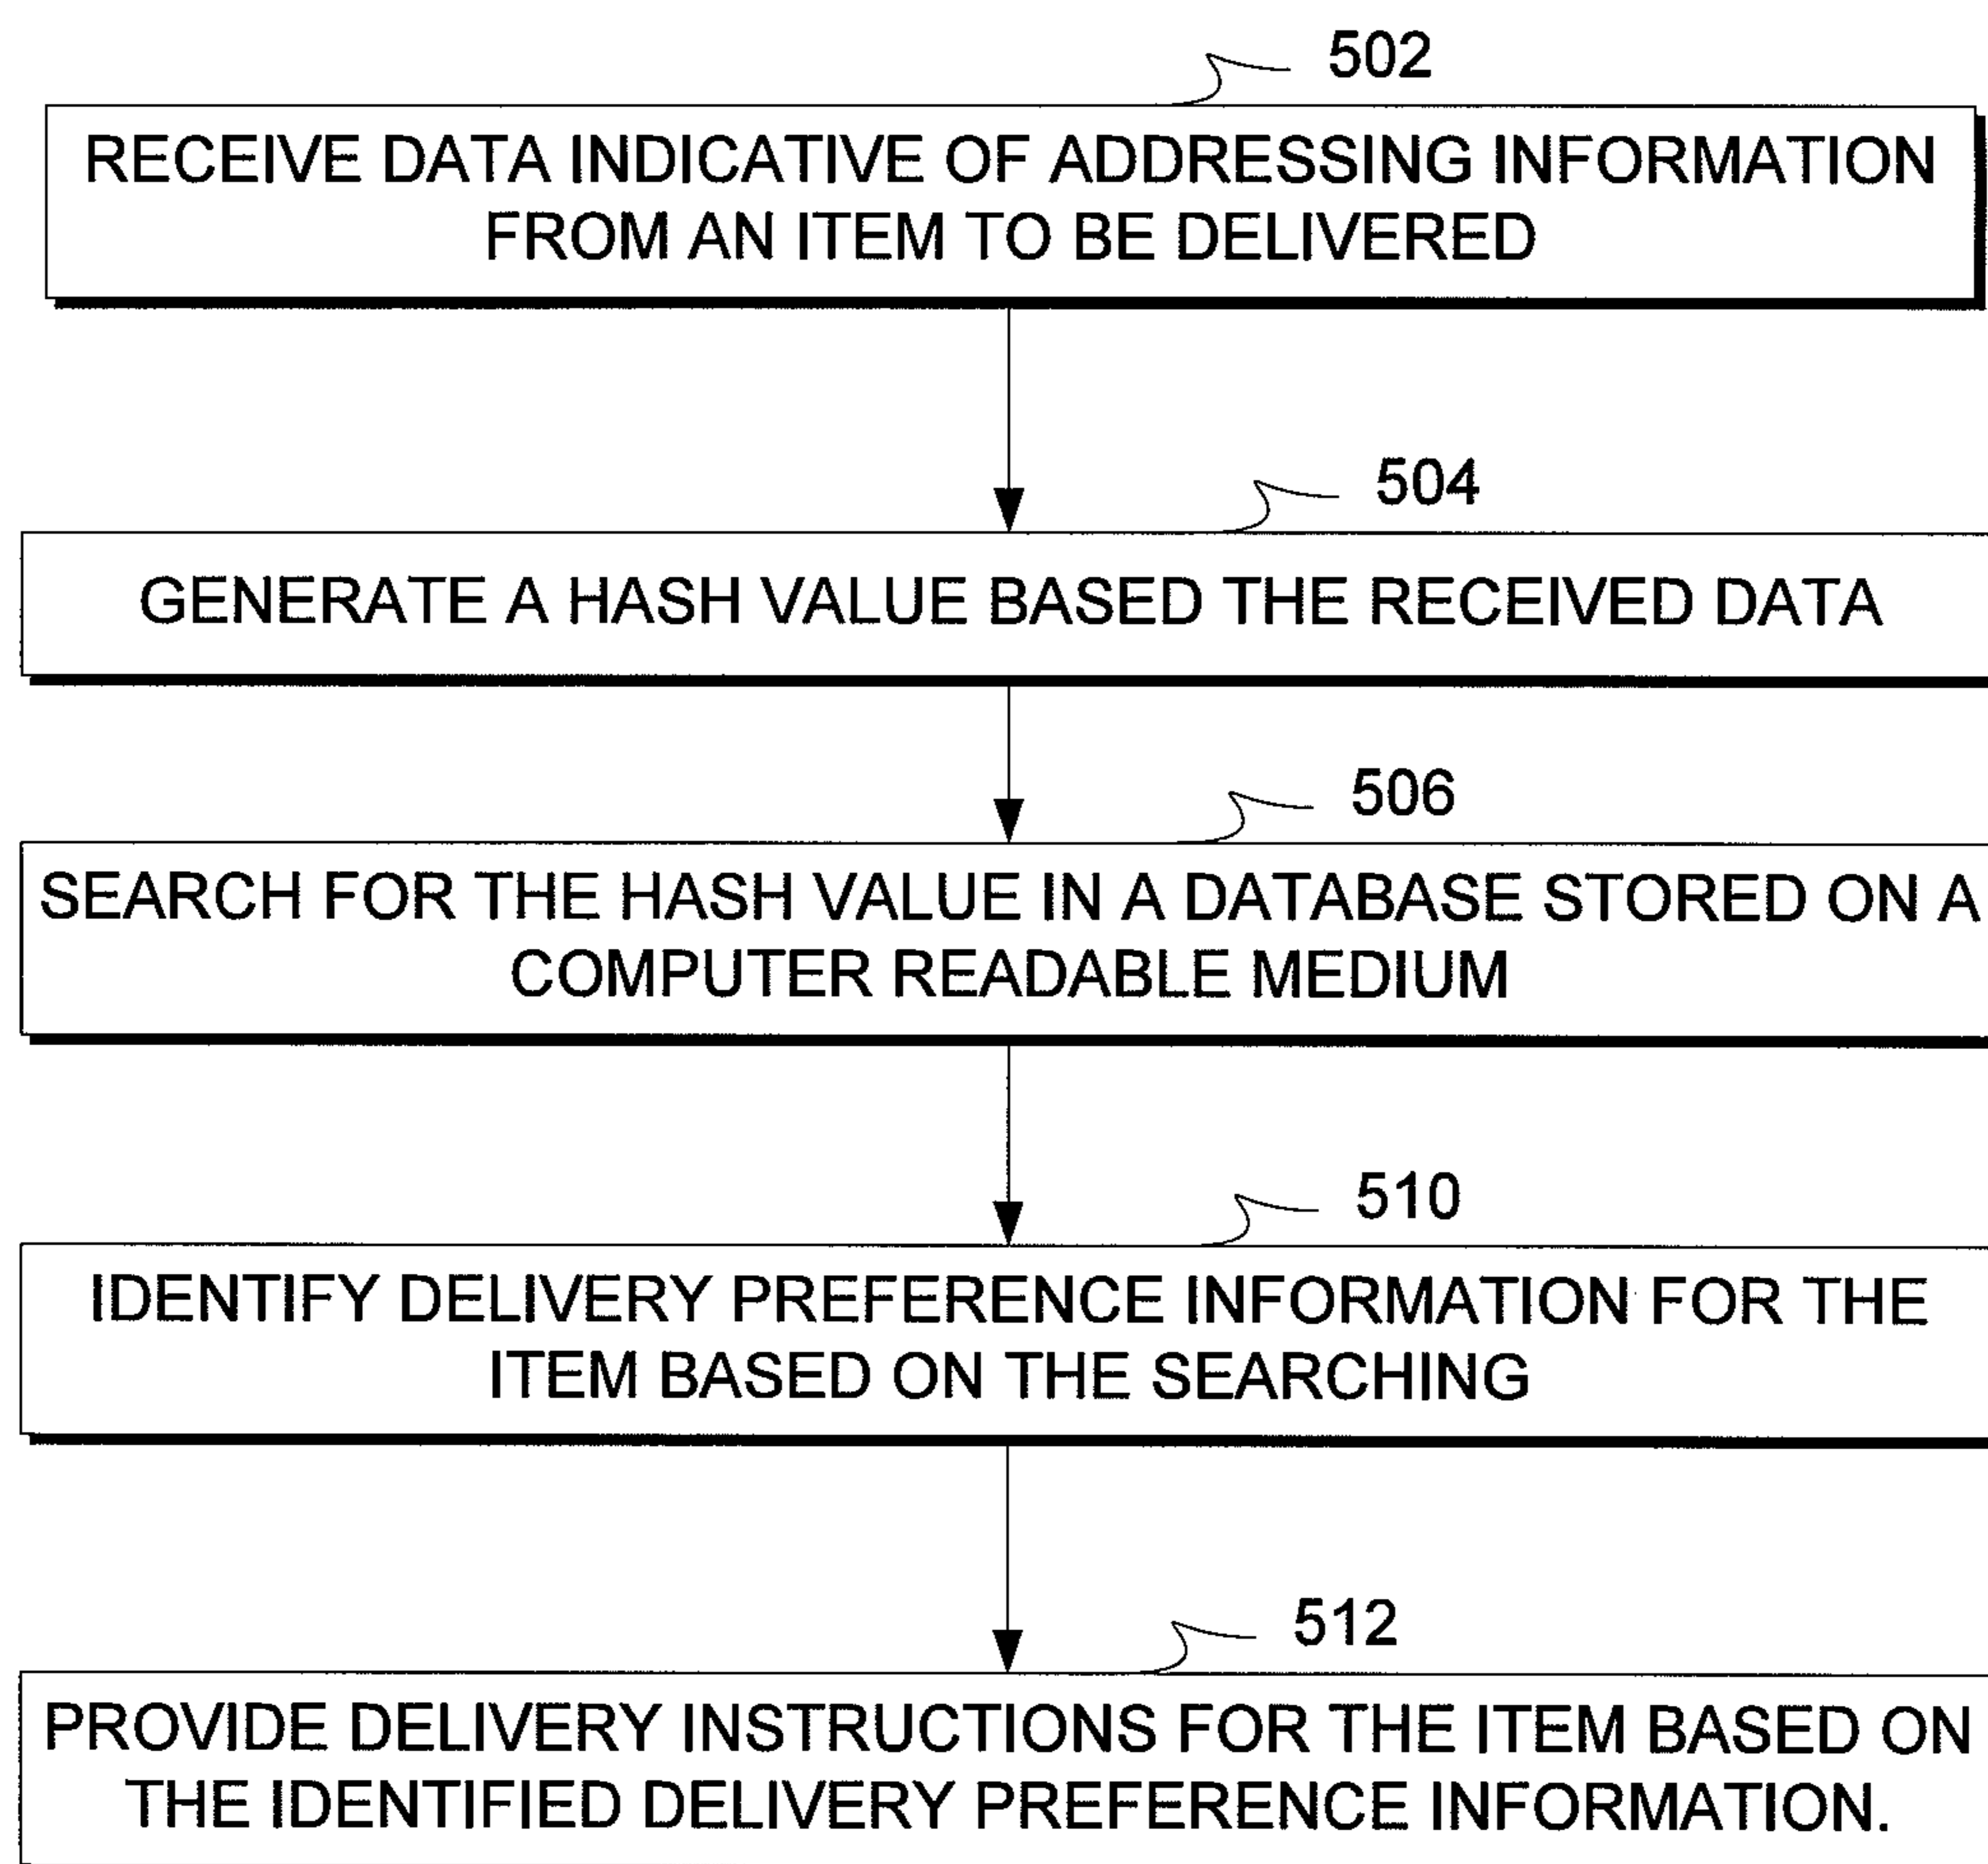 502
RECEIVE DATA INDICATIVE OF ADDRESSING INFORMATION
FROM AN ITEM TO BE DELIVERED
504
GENERATE A HASH VALUE BASED THE RECEIVED DATA
506
SEARCH FOR THE HASH VALUE IN A DATABASE STORED ON A
COMPUTER READABLE MEDIUM
510
IDENTIFY DELIVERY PREFERENCE INFORMATION FOR THE
ITEM BASED ON THE SEARCHING
512
PROVIDE DELIVERY INSTRUCTIONS FOR THE ITEM BASED ON
THE IDENTIFIED DELIVERY PREFERENCE INFORMATION.